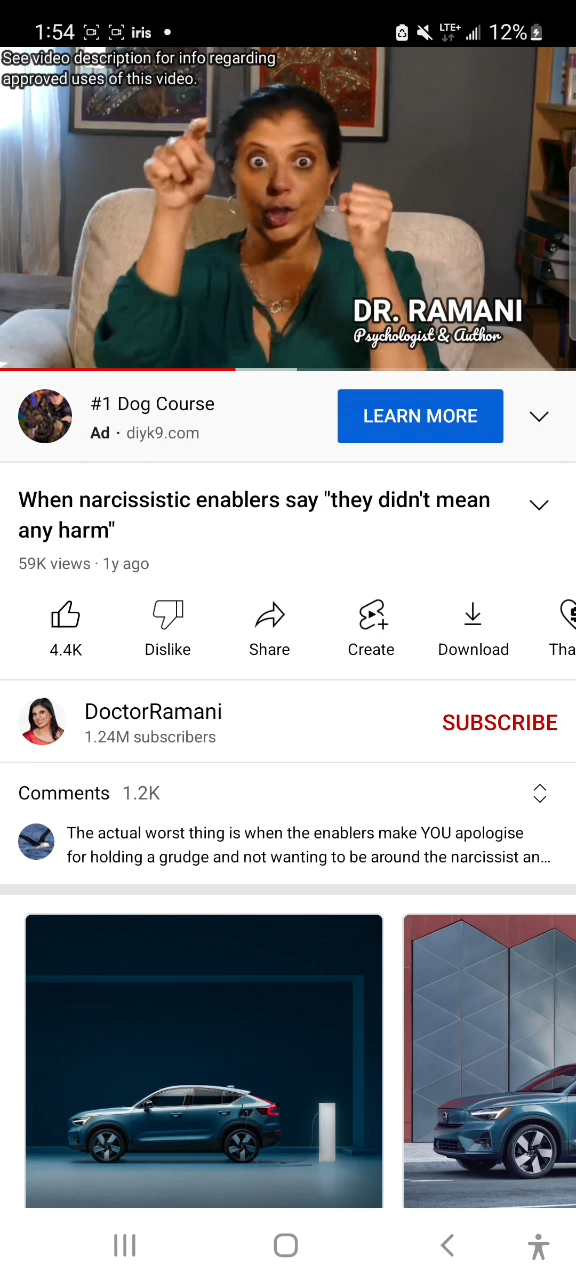 1:54 iris LTE+ 12%
See video description for info regarding
approved uses of this video.
DR. RAMANI
Psychologist & Author
#1 Dog Course
Ad · diyk9.com
LEARN MORE
When narcissistic enablers say "they didn't mean
any harm"
59K views · 1y ago
4.4K Dislike Share Create Download Tha
DoctorRamani
1.24M subscribers
SUBSCRIBE
Comments 1.2K
The actual worst thing is when the enablers make YOU apologise
for holding a grudge and not wanting to be around the narcissist an...